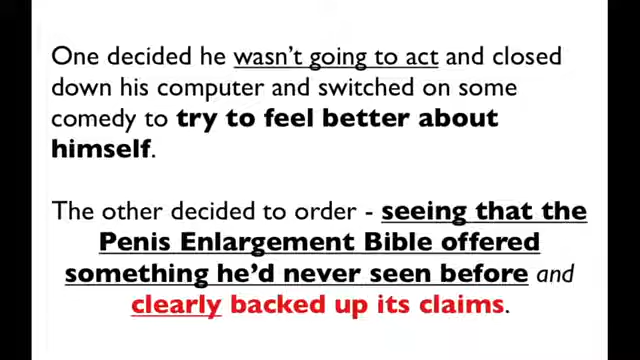 One decided he wasn't going to act and closed
down his computer and switched on some
comedy to try to feel better about
himself.
The other decided to order - seeing that the
Penis Enlargement Bible offered
something he'd never seen before and
clearly backed up its claims.